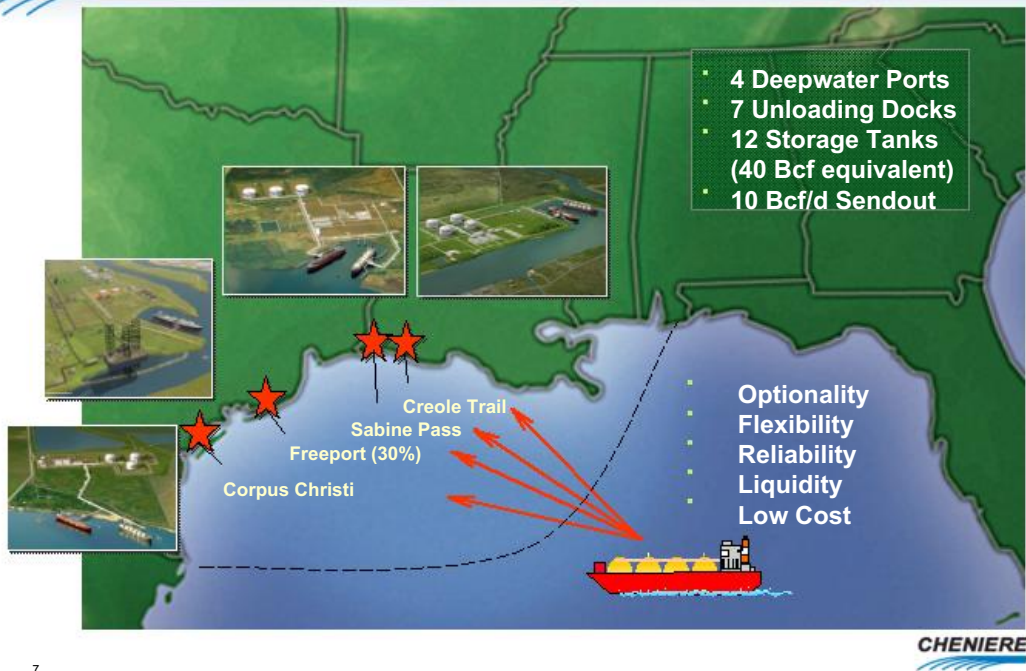 4 Deepwater Ports
7 Unloading Docks
12 Storage Tanks
(40 Bcf equivalent)
10 Bcf/d Sendout
Creole Trail
Sabine Pass
Freeport (30%)
Corpus Christi
Optionality
Flexibility
Reliability
Liquidity
Low Cost
CHENIERE
7